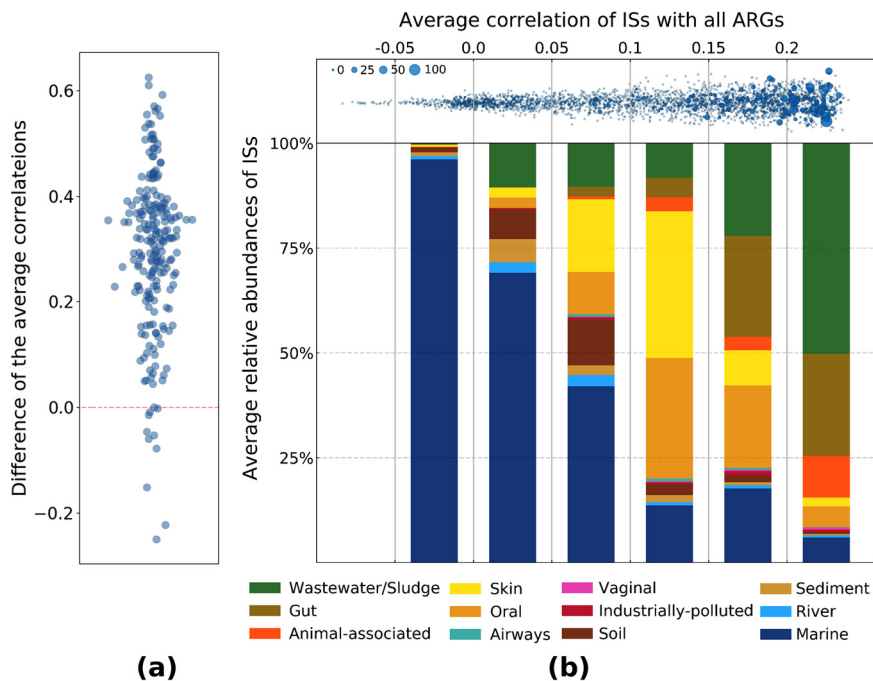 Average correlation of ISs with all ARGs
-0.05 0.0 0.05 0.1 0.15 0.2
0 25 50 100
Difference of the average correlateions
0.6
0.4
0.2
0.0
−0.2
Average relative abundances of ISs
100%
75%
50%
25%
Wastewater/Sludge Skin Vaginal Sediment
Gut Oral Industrially-polluted River
Animal-associated Airways Soil Marine
(a) (b)